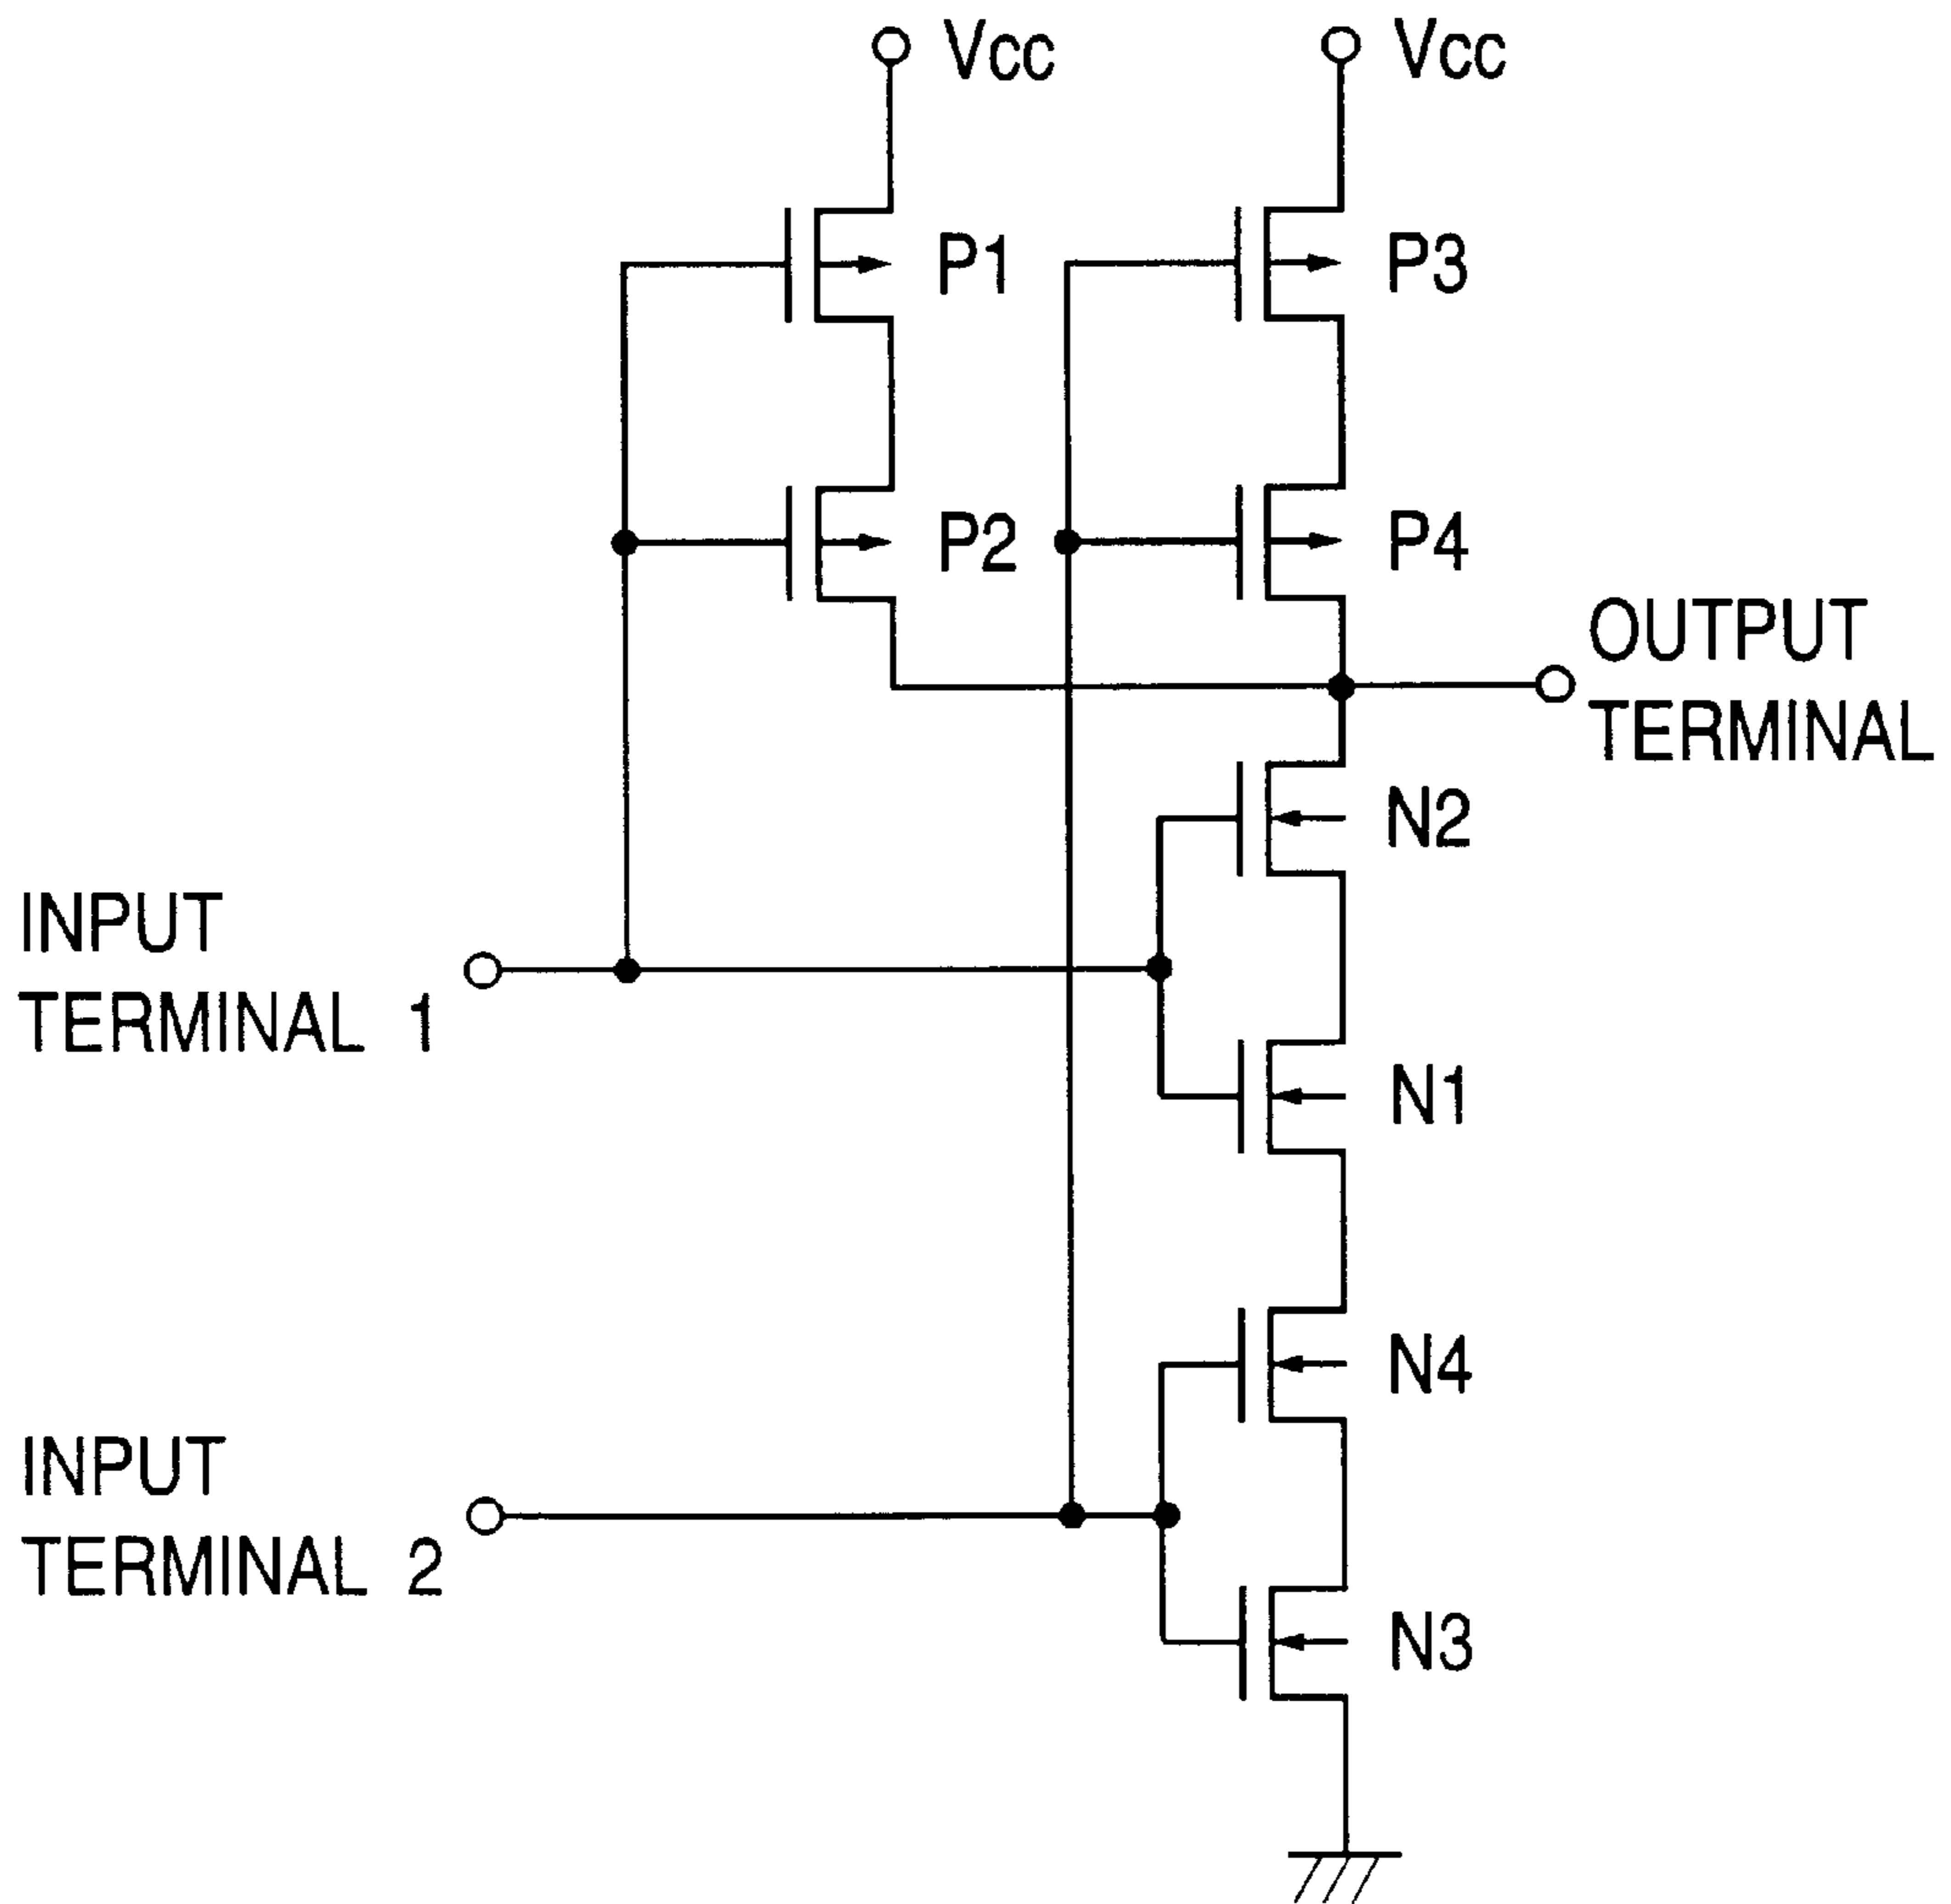 Vcc
Vcc
P1
P3
P2
P4
OUTPUT
TERMINAL
N2
INPUT
TERMINAL 1
N1
N4
INPUT
TERMINAL 2
N3